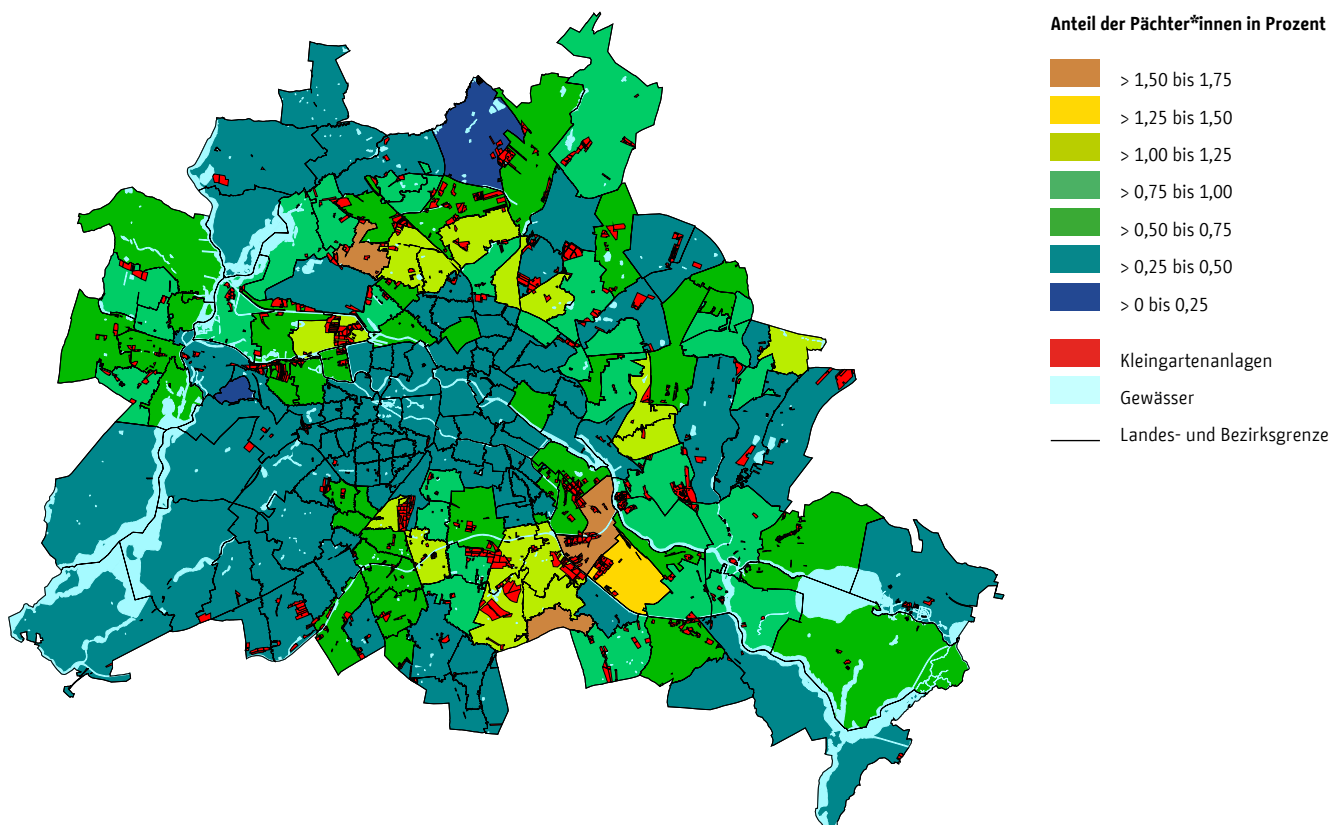 Anteil der Pächter*innen in Prozent
> 1,50 bis 1,75
> 1,25 bis 1,50
> 1,00 bis 1,25
> 0,75 bis 1,00
> 0,50 bis 0,75
> 0,25 bis 0,50
> 0 bis 0,25
Kleingartenanlagen
Gewässer
Landes- und Bezirksgrenze